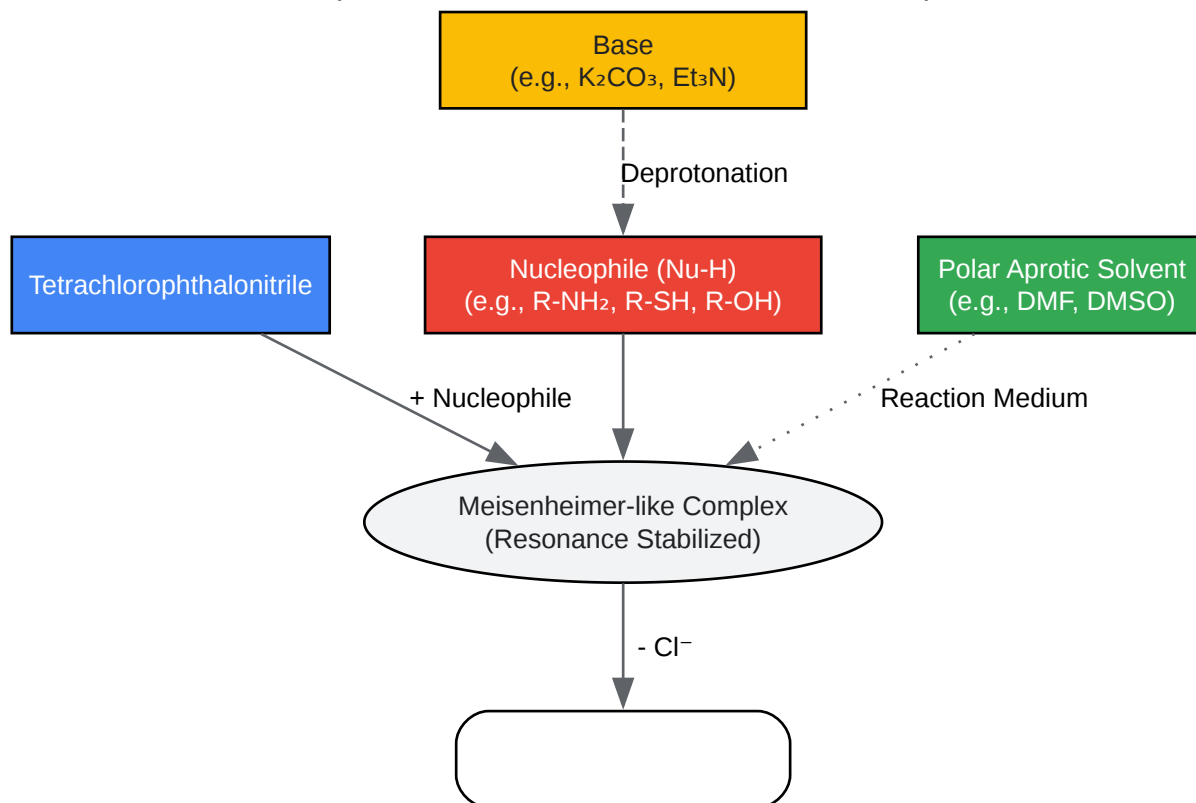 Base
(e.g., K₂CO₃, Et₃N)
Deprotonation
Tetrachlorophthalonitrile
Nucleophile (Nu-H)
(e.g., R-NH₂, R-SH, R-OH)
Polar Aprotic Solvent
(e.g., DMF, DMSO)
+ Nucleophile
Reaction Medium
Meisenheimer-like Complex
(Resonance Stabilized)
- Cl⁻